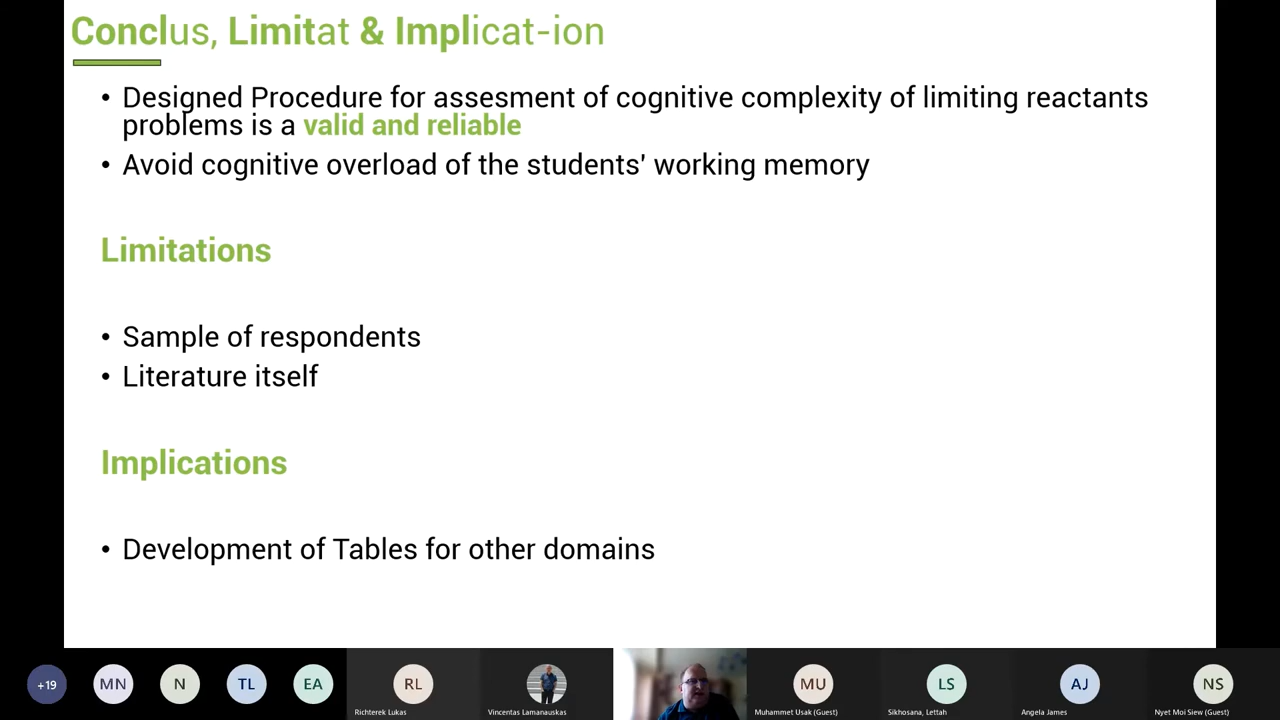 Conclus, Limitat & Implicat-ion
• Designed Procedure for assesment of cognitive complexity of limiting reactants
problems is a valid and reliable
• Avoid cognitive overload of the students' working memory
Limitations
• Sample of respondents
• Literature itself
Implications
• Development of Tables for other domains
+19
MN
N
TL
EA
RL
Richterek Lukas
Vincentas Lamanauskas
MU
Muhammet Usak (Guest)
LS
Sikhosana, Lettah
AJ
Angela James
NS
Nyet Moi Siew (Guest)